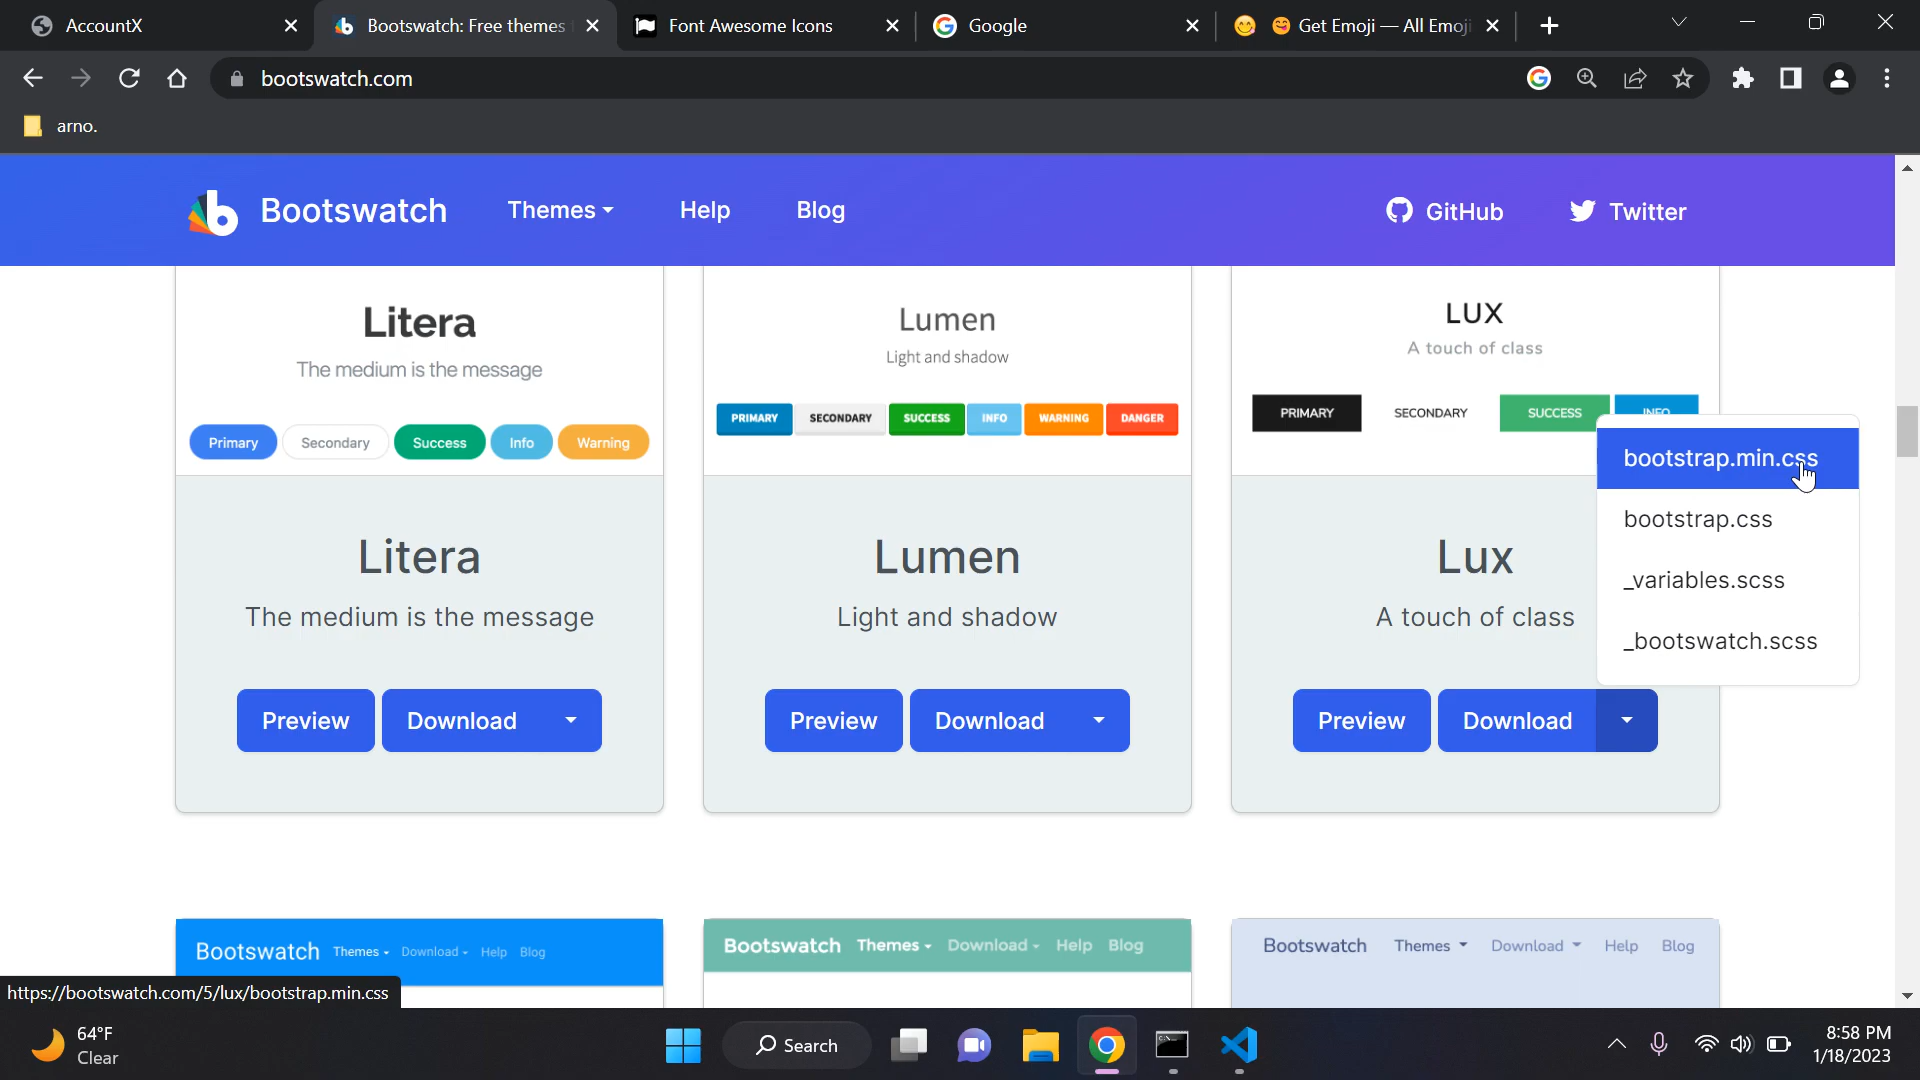 AccountX
Bootswatch: Free themes
Font Awesome Icons
Google
Get Emoji — All Emoji
bootswatch.com
arno.
Bootswatch Themes Help Blog GitHub Twitter
Litera
The medium is the message
Primary Secondary Success Info Warning
Lumen
Light and shadow
PRIMARY SECONDARY SUCCESS INFO WARNING DANGER
LUX
A touch of class
PRIMARY SECONDARY SUCCESS INFO
bootstrap.min.css
bootstrap.css
_variables.scss
_bootswatch.scss
Litera
The medium is the message
Preview Download
Lumen
Light and shadow
Preview Download
Lux
A touch of class
Preview Download
Bootswatch Themes Download Help Blog
Bootswatch Themes Download Help Blog
Bootswatch Themes Download Help Blog
https://bootswatch.com/5/lux/bootstrap.min.css
64°F
Clear
Search
8:58 PM
1/18/2023